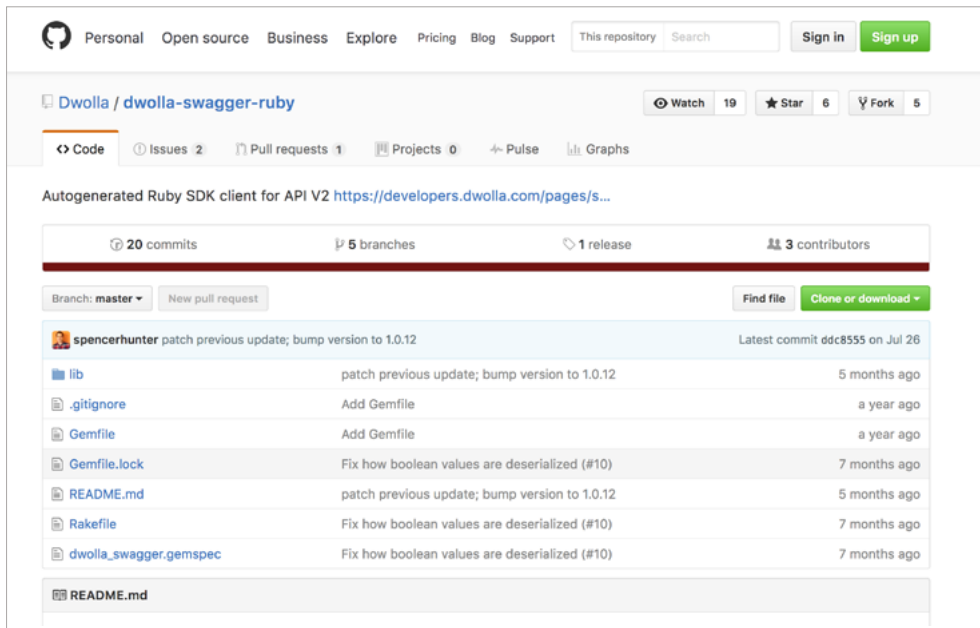 Personal Open source Business Explore Pricing Blog Support This repository Search Sign in Sign up
Dwolla / dwolla-swagger-ruby Watch 19 Star 6 Fork 5
Code Issues 2 Pull requests 1 Projects 0 Pulse Graphs
Autogenerated Ruby SDK client for API V2 https://developers.dwolla.com/pages/s...
20 commits 5 branches 1 release 3 contributors
Branch: master New pull request Find file Clone or download
spencerhunter patch previous update; bump version to 1.0.12 Latest commit ddc8555 on Jul 26
lib patch previous update; bump version to 1.0.12 5 months ago
.gitignore Add Gemfile a year ago
Gemfile Add Gemfile a year ago
Gemfile.lock Fix how boolean values are deserialized (#10) 7 months ago
README.md patch previous update; bump version to 1.0.12 5 months ago
Rakefile Fix how boolean values are deserialized (#10) 7 months ago
dwolla_swagger.gemspec Fix how boolean values are deserialized (#10) 7 months ago
README.md